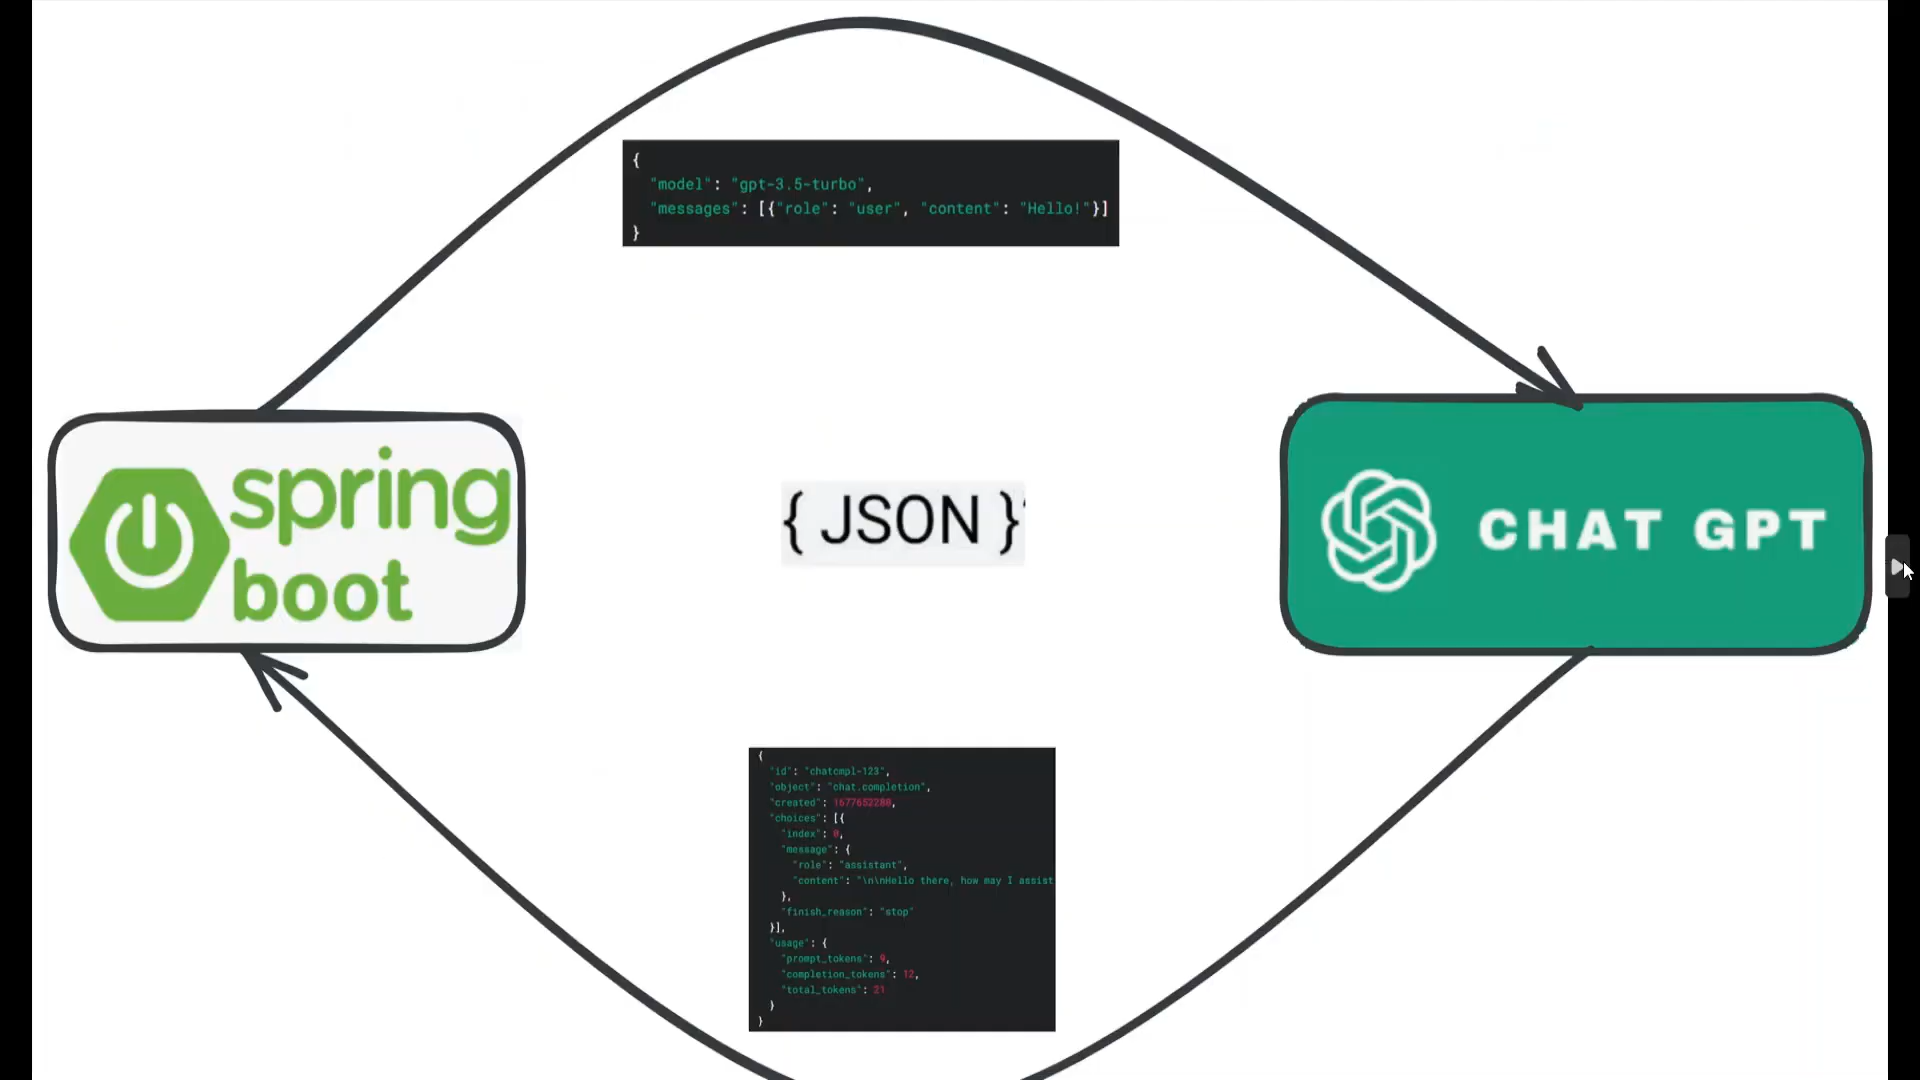 {
"model": "gpt-3.5-turbo",
"messages": [{"role": "user", "content": "Hello!"}]
}
spring
boot
{ JSON }
CHAT GPT
{
"id": "chatcmpl-123",
"object": "chat.completion",
"created": 1677652288,
"choices": [{
"index": 0,
"message": {
"role": "assistant",
"content": "\n\nHello there, how may I assist
},
"finish_reason": "stop"
}],
"usage": {
"prompt_tokens": 9,
"completion_tokens": 12,
"total_tokens": 21
}
}